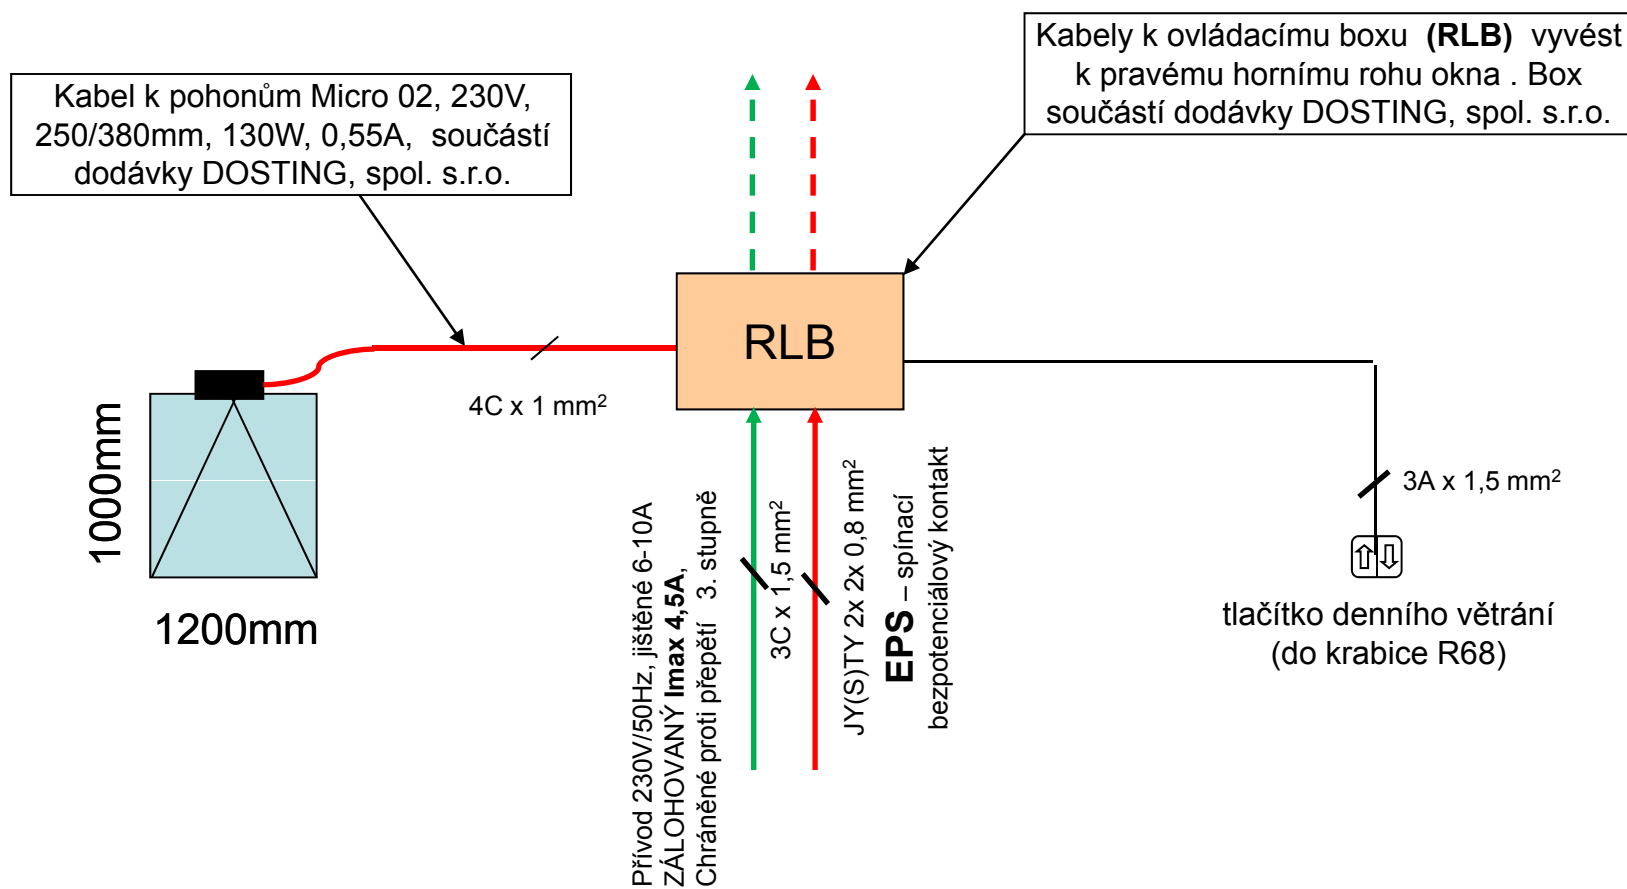 Kabel k pohonům Micro 02, 230V,
250/380mm, 130W, 0,55A, součástí
dodávky DOSTING, spol. s.r.o.
Kabely k ovládacímu boxu (RLB) vyvést
k pravému hornímu rohu okna . Box
součástí dodávky DOSTING, spol. s.r.o.
RLB
4C x 1 mm²
1000mm
1200mm
Přívod 230V/50Hz, jištěné 6-10A
ZÁLOHOVANÝ Imax 4,5A,
Chráněné proti přepětí 3. stupně
3C x 1,5 mm²
JY(S)TY 2x 2x 0,8 mm²
EPS – spínací
bezpotenciálový kontakt
3A x 1,5 mm²
tlačítko denního větrání
(do krabice R68)